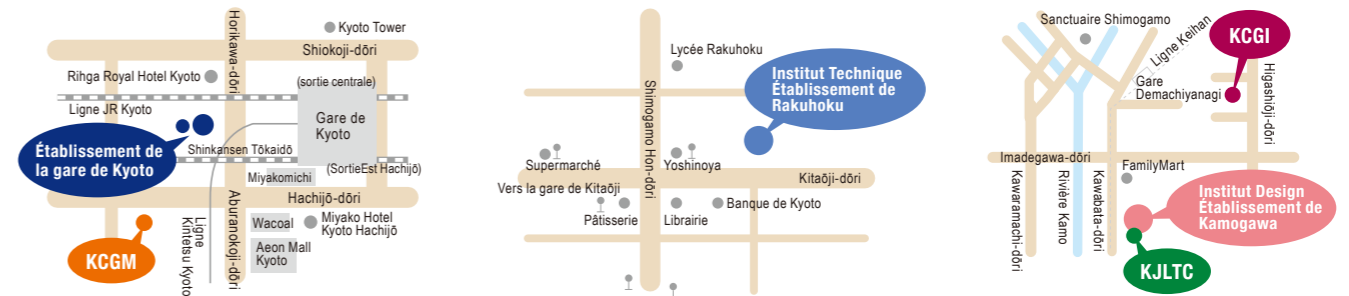 Kyoto Tower
Horikawa-dōri
Shiokoji-dōri
Rihga Royal Hotel Kyoto
(sortie centrale)
Ligne JR Kyoto
Gare de
Kyoto
Établissement de
la gare de Kyoto
Shinkansen Tōkaidō
(SortieEst Hachijō)
Miyakomichi
Hachijō-dōri
Aburanokoji-dōri
Ligne
Kintetsu Kyoto
Wacoal
Miyako Hotel
Kyoto Hachijō
Aeon Mall
Kyoto
KCGM
Lycée Rakuhoku
Institut Technique
Établissement de
Rakuhoku
Shimogamo Hon-dōri
Supermarché
Yoshinoya
Kitaōji-dōri
Vers la gare de Kitaōji
Pâtisserie
Librairie
Banque de Kyoto
Sanctuaire Shimogamo
Ligne Keihan
KCGI
Gare
Demachiyanagi
Higashiōji-dōri
Imadegawa-dōri
FamilyMart
Kawaramachi-dōri
Rivière Kamo
Kawabata-dōri
Institut Design
Établissement de
Kamogawa
KJLTC